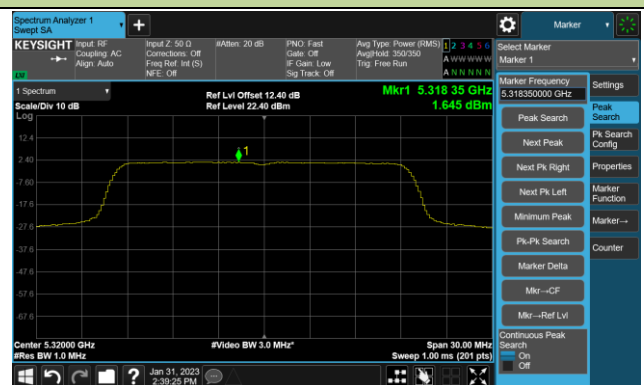 Spectrum Analyzer 1
Swept SA
+
Marker
KEYSIGHT
Input: RF
Coupling: AC
Align: Auto
Input Z: 50 Ω
Corrections: Off
Freq Ref: Int (S)
NFE: Off
#Atten: 20 dB
PNO: Fast
Gate: Off
IF Gain: Low
Sig Track: Off
Avg Type: Power (RMS)
Avg|Hold: 350/350
Trig: Free Run
1 2 3 4 5 6
A W W W W W
A N N N N N
LW
Select Marker
Marker 1
1 Spectrum
Scale/Div 10 dB
Log
Ref Lvl Offset 12.40 dB
Ref Level 22.40 dBm
Mkr1 5.318 35 GHz
1.645 dBm
12.4
2.40
-7.60
-17.6
-27.6
-37.6
-47.6
-57.6
-67.6
1
Center 5.32000 GHz
#Res BW 1.0 MHz
#Video BW 3.0 MHz*
Span 30.00 MHz
Sweep 1.00 ms (201 pts)
Marker Frequency
5.318350000 GHz
Peak Search
Next Peak
Next Pk Right
Next Pk Left
Minimum Peak
Pk-Pk Search
Marker Delta
Mkr→CF
Mkr→Ref Lvl
Continuous Peak
Search
On
Off
Settings
Peak
Search
Pk Search
Config
Properties
Marker
Function
Marker→
Counter
?
Jan 31, 2023
2:39:25 PM